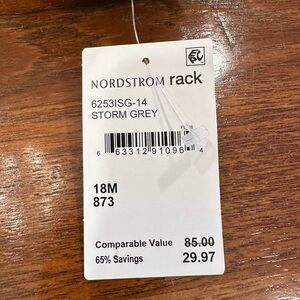 NORDSTROM rack
6253ISG-14
STORM GREY
6 63312 91096 4
18M
873
Comparable Value 85.00
65% Savings 29.97